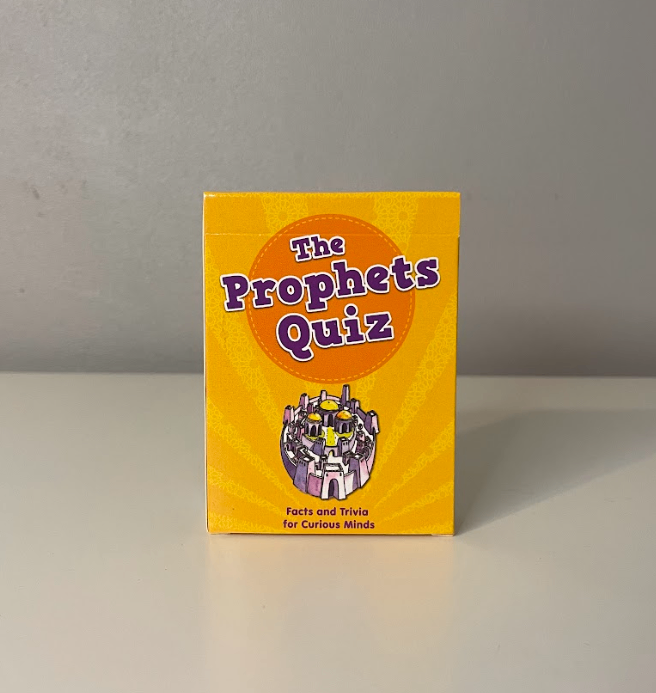 The
Prophets
Quiz
Facts and Trivia
for Curious Minds